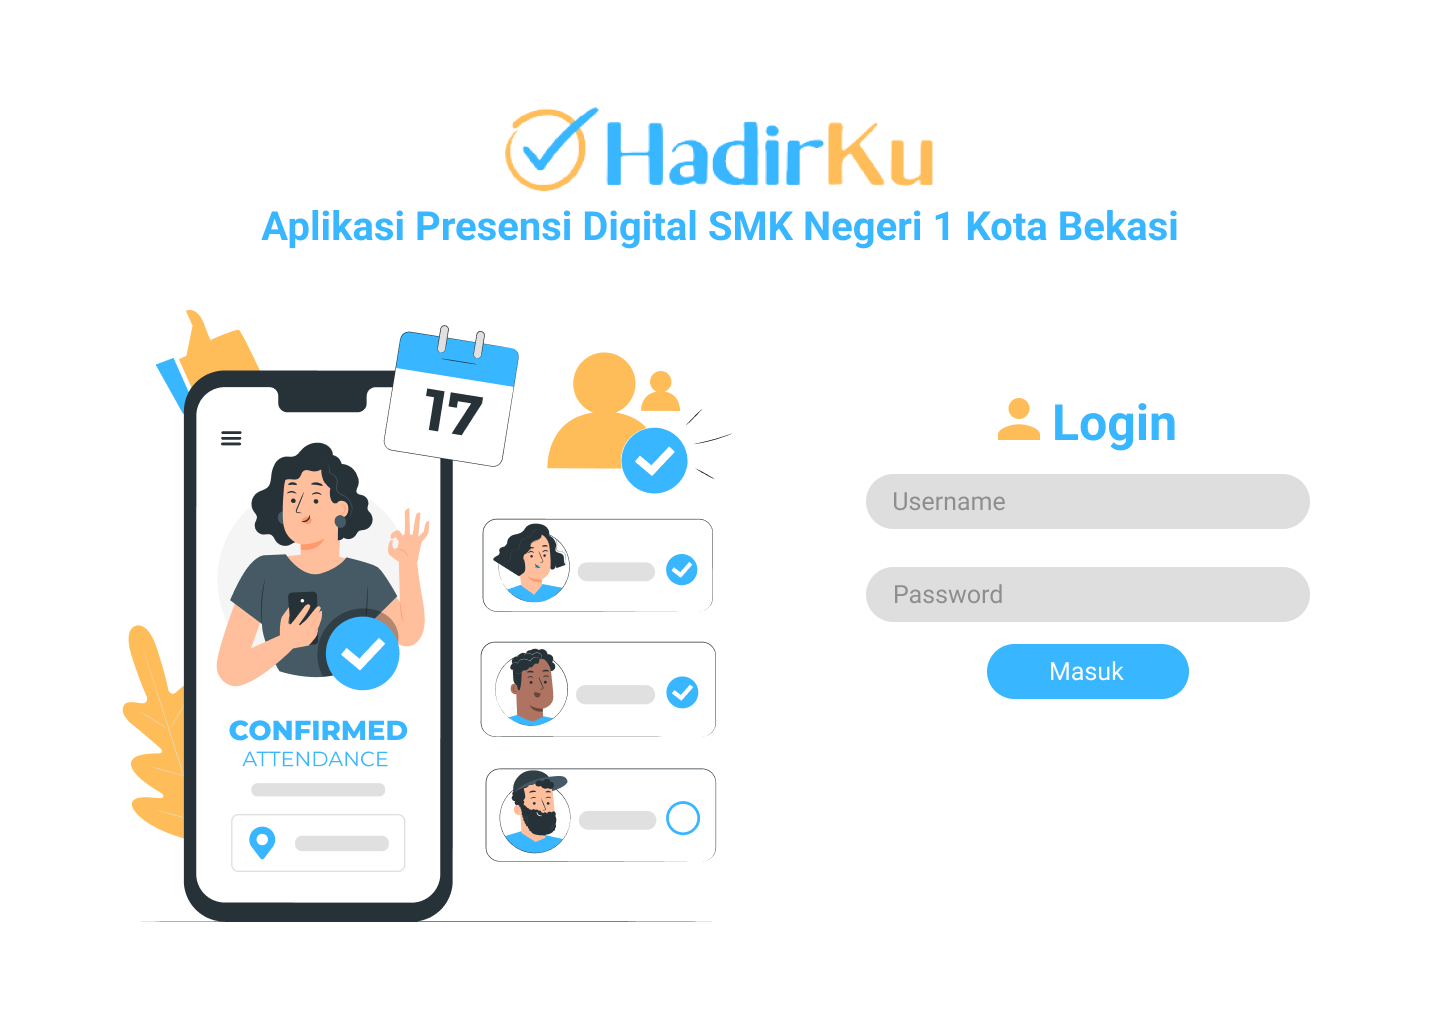 HadirKu
Aplikasi Presensi Digital SMK Negeri 1 Kota Bekasi
17
CONFIRMED
ATTENDANCE
Login
Username
Password
Masuk